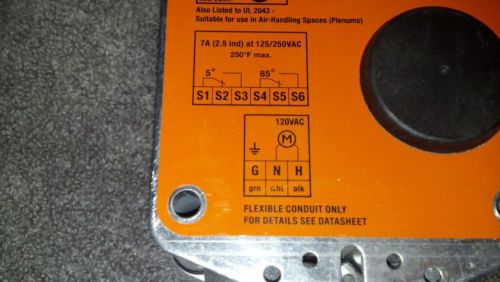 Also Listed to UL 2043 -
Suitable for use in Air-Handling Spaces (Plenums)
7A (2.5 ind) at 125/250VAC
250°F max.
5° 85°
S1 S2 S3 S4 S5 S6
120VAC
M
G N H
grn whi blk
FLEXIBLE CONDUIT ONLY
FOR DETAILS SEE DATASHEET